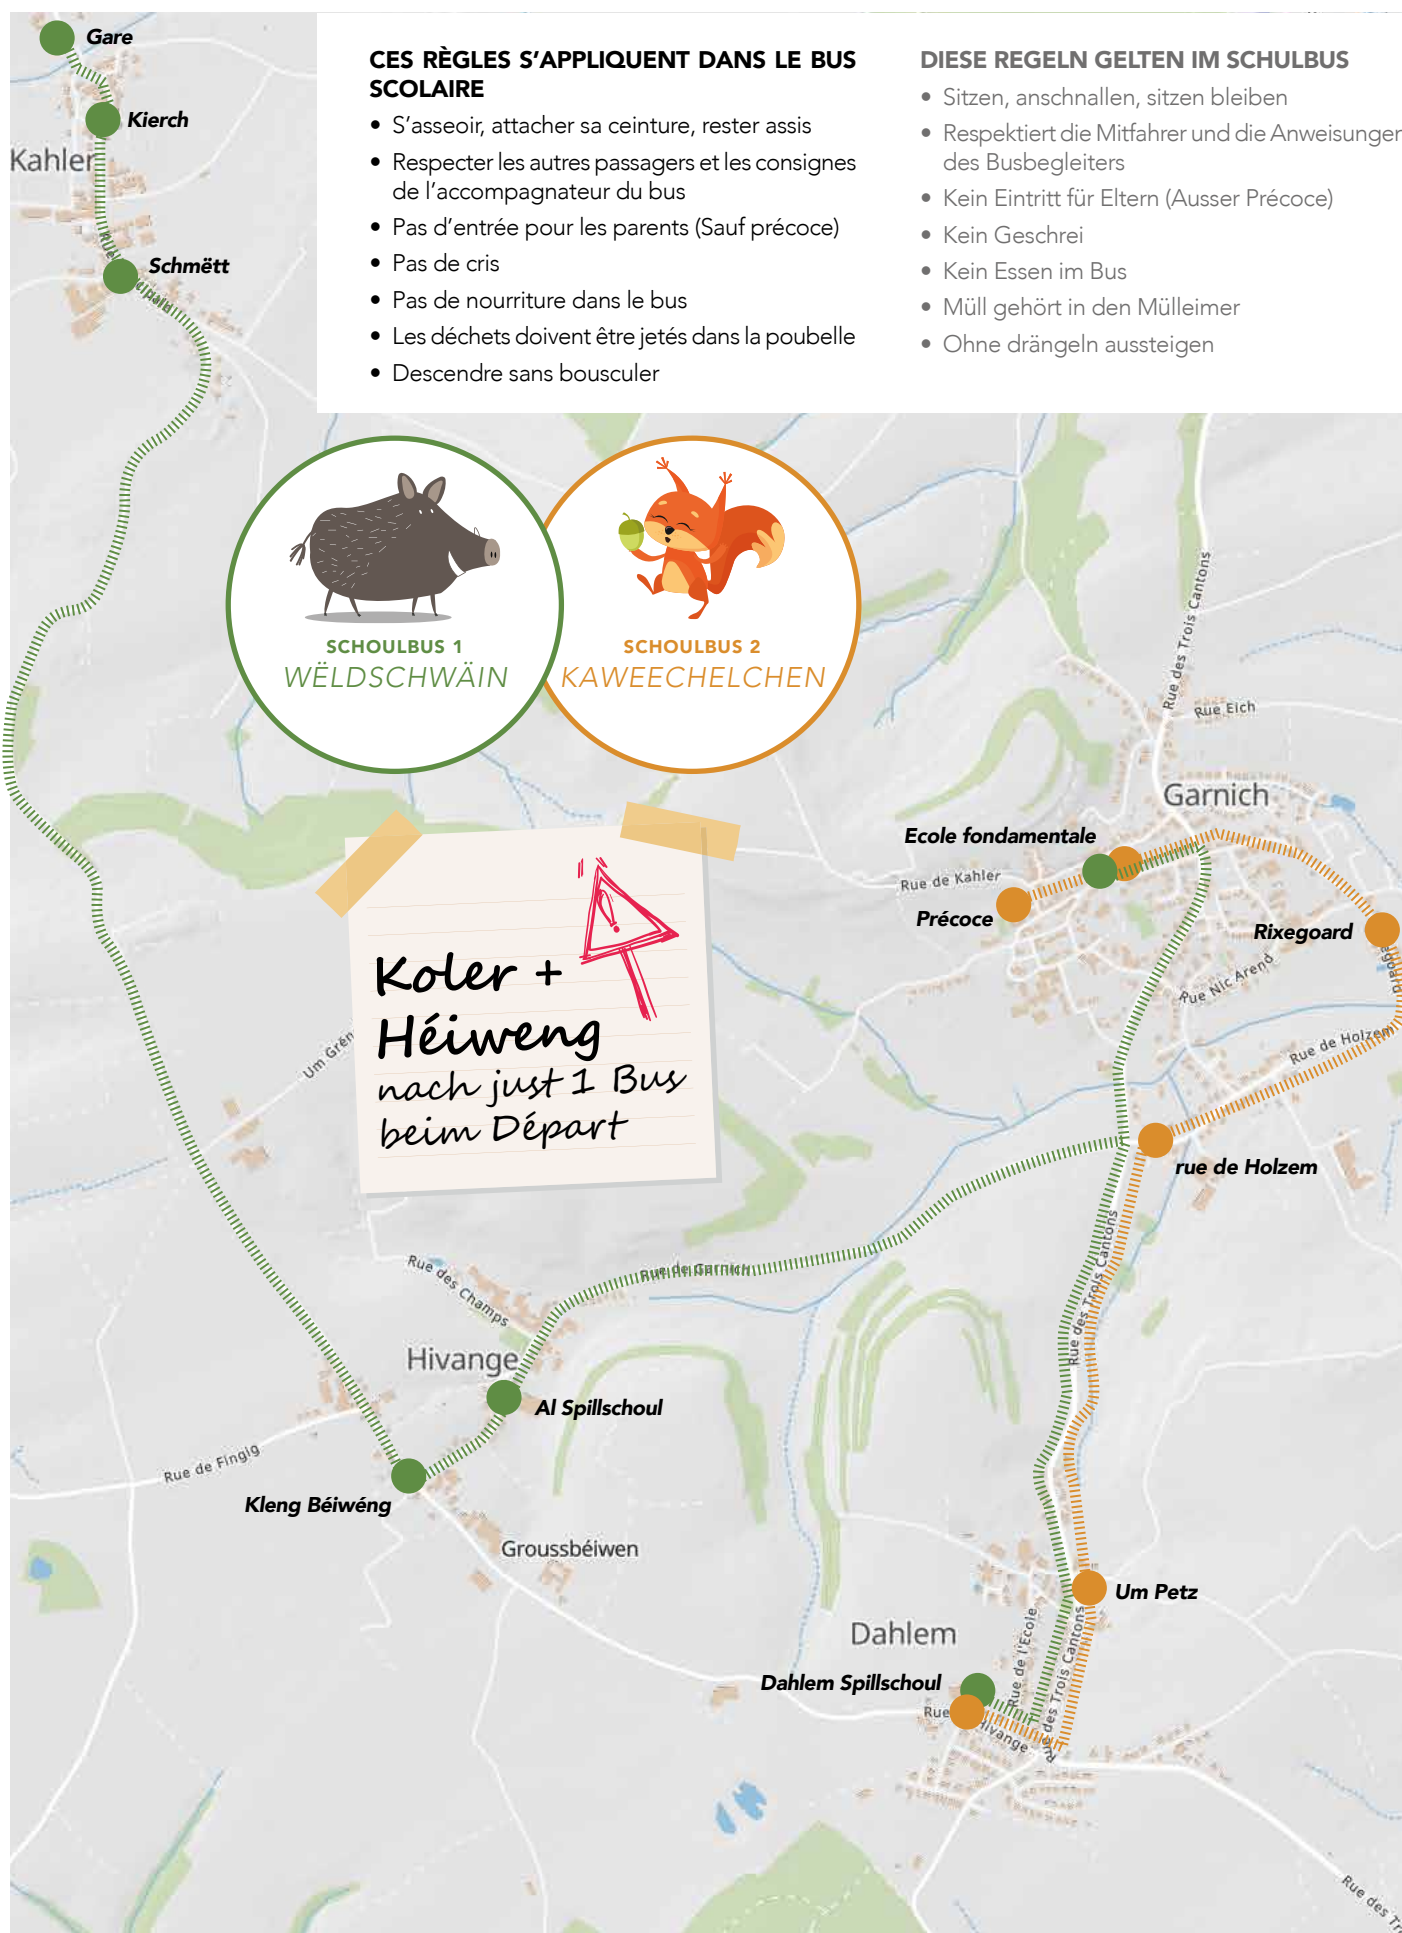 Gare
Kierch
Kahler
Schmëtt
CES RÈGLES S'APPLIQUENT DANS LE BUS
SCOLAIRE
• S'asseoir, attacher sa ceinture, rester assis
• Respecter les autres passagers et les consignes
de l'accompagnateur du bus
• Pas d'entrée pour les parents (Sauf précoce)
• Pas de cris
• Pas de nourriture dans le bus
• Les déchets doivent être jetés dans la poubelle
• Descendre sans bousculer
DIESE REGELN GELTEN IM SCHULBUS
• Sitzen, anschnallen, sitzen bleiben
• Respektiert die Mitfahrer und die Anweisungen
des Busbegleiters
• Kein Eintritt für Eltern (Ausser Précoce)
• Kein Geschrei
• Kein Essen im Bus
• Müll gehört in den Mülleimer
• Ohne drängeln aussteigen
SCHOULBUS 1
WËLDSCHWÄIN
SCHOULBUS 2
KAWEECHELCHEN
Rue des Trois Cantons
Rue Eich
Garnich
Ecole fondamentale
Rue de Kahler
Précoce
Rixegoard
Rue Nic Arend
Rue de Holzem
rue de Holzem
Koler +
Héiweng
nach just 1 Bus
beim Départ
Um Grén
Rue des Champs
Rue de Garnich
Rue des Trois Cantons
Hivange
Al Spillschoul
Rue de Fingig
Kleng Béiwéng
Groussbéiwen
Um Petz
Dahlem
Rue de l'Ecole
Rue des Trois Cantons
Dahlem Spillschoul
Rue
Hivange
Rue des Tr